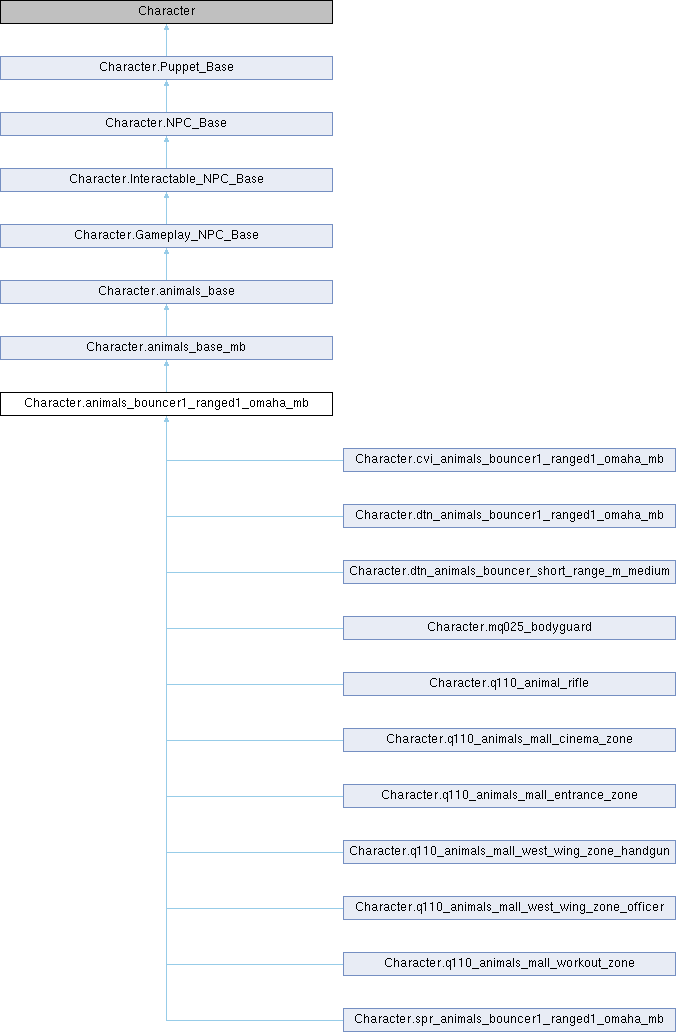 Character
Character.Puppet_Base
Character.NPC_Base
Character.Interactable_NPC_Base
Character.Gameplay_NPC_Base
Character.animals_base
Character.animals_base_mb
Character.animals_bouncer1_ranged1_omaha_mb
Character.cvi_animals_bouncer1_ranged1_omaha_mb
Character.dtn_animals_bouncer1_ranged1_omaha_mb
Character.dtn_animals_bouncer_short_range_m_medium
Character.mq025_bodyguard
Character.q110_animal_rifle
Character.q110_animals_mall_cinema_zone
Character.q110_animals_mall_entrance_zone
Character.q110_animals_mall_west_wing_zone_handgun
Character.q110_animals_mall_west_wing_zone_officer
Character.q110_animals_mall_workout_zone
Character.spr_animals_bouncer1_ranged1_omaha_mb